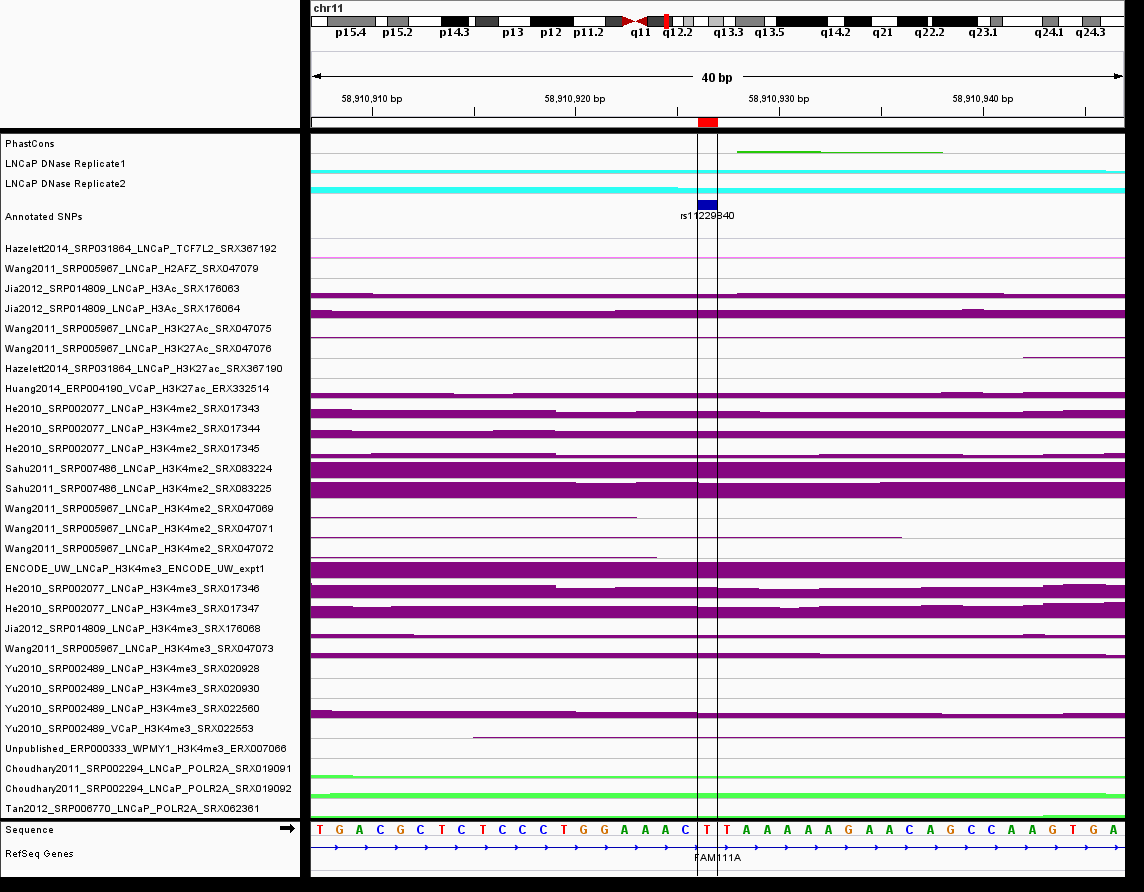 chr11
p15.4 p15.2 p14.3 p13 p12 p11.2 q11 q12.2 q13.3 q13.5 q14.2 q21 q22.2 q23.1 q24.1 q24.3
40 bp
58,910,910 bp 58,910,920 bp 58,910,930 bp 58,910,940 bp
PhastCons
LNCaP DNase Replicate1
LNCaP DNase Replicate2
Annotated SNPs
rs11229840
Hazelett2014_SRP031864_LNCaP_TCF7L2_SRX367192
Wang2011_SRP005967_LNCaP_H2AFZ_SRX047079
Jia2012_SRP014809_LNCaP_H3Ac_SRX176063
Jia2012_SRP014809_LNCaP_H3Ac_SRX176064
Wang2011_SRP005967_LNCaP_H3K27Ac_SRX047075
Wang2011_SRP005967_LNCaP_H3K27Ac_SRX047076
Hazelett2014_SRP031864_LNCaP_H3K27ac_SRX367190
Huang2014_ERP004190_VCaP_H3K27ac_ERX332514
He2010_SRP002077_LNCaP_H3K4me2_SRX017343
He2010_SRP002077_LNCaP_H3K4me2_SRX017344
He2010_SRP002077_LNCaP_H3K4me2_SRX017345
Sahu2011_SRP007486_LNCaP_H3K4me2_SRX083224
Sahu2011_SRP007486_LNCaP_H3K4me2_SRX083225
Wang2011_SRP005967_LNCaP_H3K4me2_SRX047069
Wang2011_SRP005967_LNCaP_H3K4me2_SRX047071
Wang2011_SRP005967_LNCaP_H3K4me2_SRX047072
ENCODE_UW_LNCaP_H3K4me3_ENCODE_UW_expt1
He2010_SRP002077_LNCaP_H3K4me3_SRX017346
He2010_SRP002077_LNCaP_H3K4me3_SRX017347
Jia2012_SRP014809_LNCaP_H3K4me3_SRX176068
Wang2011_SRP005967_LNCaP_H3K4me3_SRX047073
Yu2010_SRP002489_LNCaP_H3K4me3_SRX020928
Yu2010_SRP002489_LNCaP_H3K4me3_SRX020930
Yu2010_SRP002489_LNCaP_H3K4me3_SRX022560
Yu2010_SRP002489_VCaP_H3K4me3_SRX022553
Unpublished_ERP000333_WPMY1_H3K4me3_ERX007066
Choudhary2011_SRP002294_LNCaP_POLR2A_SRX019091
Choudhary2011_SRP002294_LNCaP_POLR2A_SRX019092
Tan2012_SRP006770_LNCaP_POLR2A_SRX062361
Sequence T G A C G C T C T C C C T G G A A A C T T A A A A A G A A C A G C C A A G T G A
RefSeq Genes
FAM111A